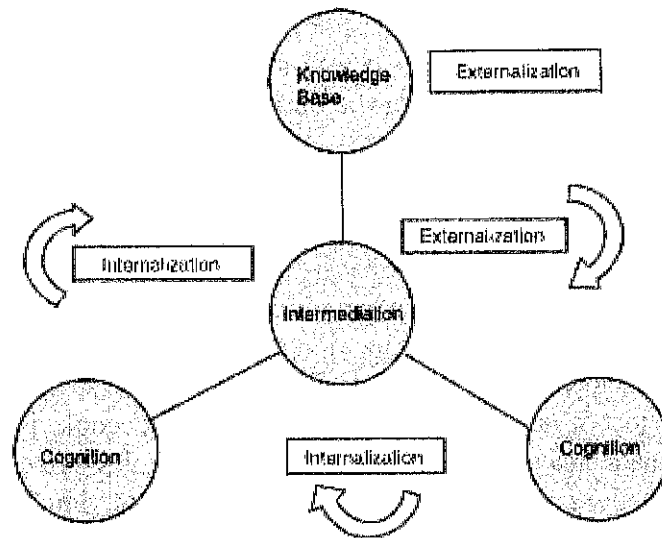 Knowledge
Base
Externalization
Externalization
Internalization
Intermediation
Cognition
Internalization
Cognition